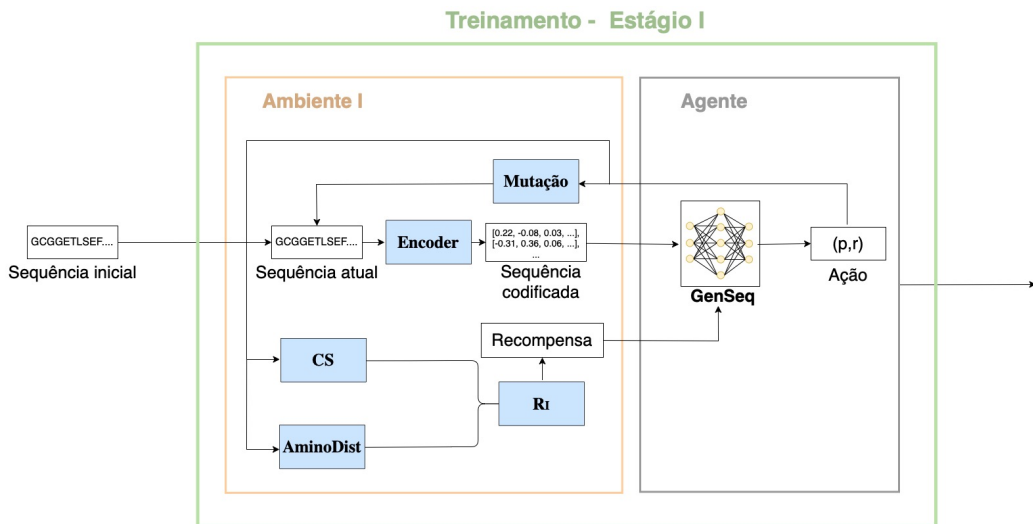 Treinamento - Estágio I
Ambiente I
Agente
Mutação
GCGGETLSEF....
Sequência inicial
GCGGETLSEF....
Sequência atual
Encoder
[0.22, -0.08, 0.03, ...],
[-0.31, 0.36, 0.06, ...],
...
Sequência
codificada
GenSeq
(p,r)
Ação
Recompensa
CS
RI
AminoDist